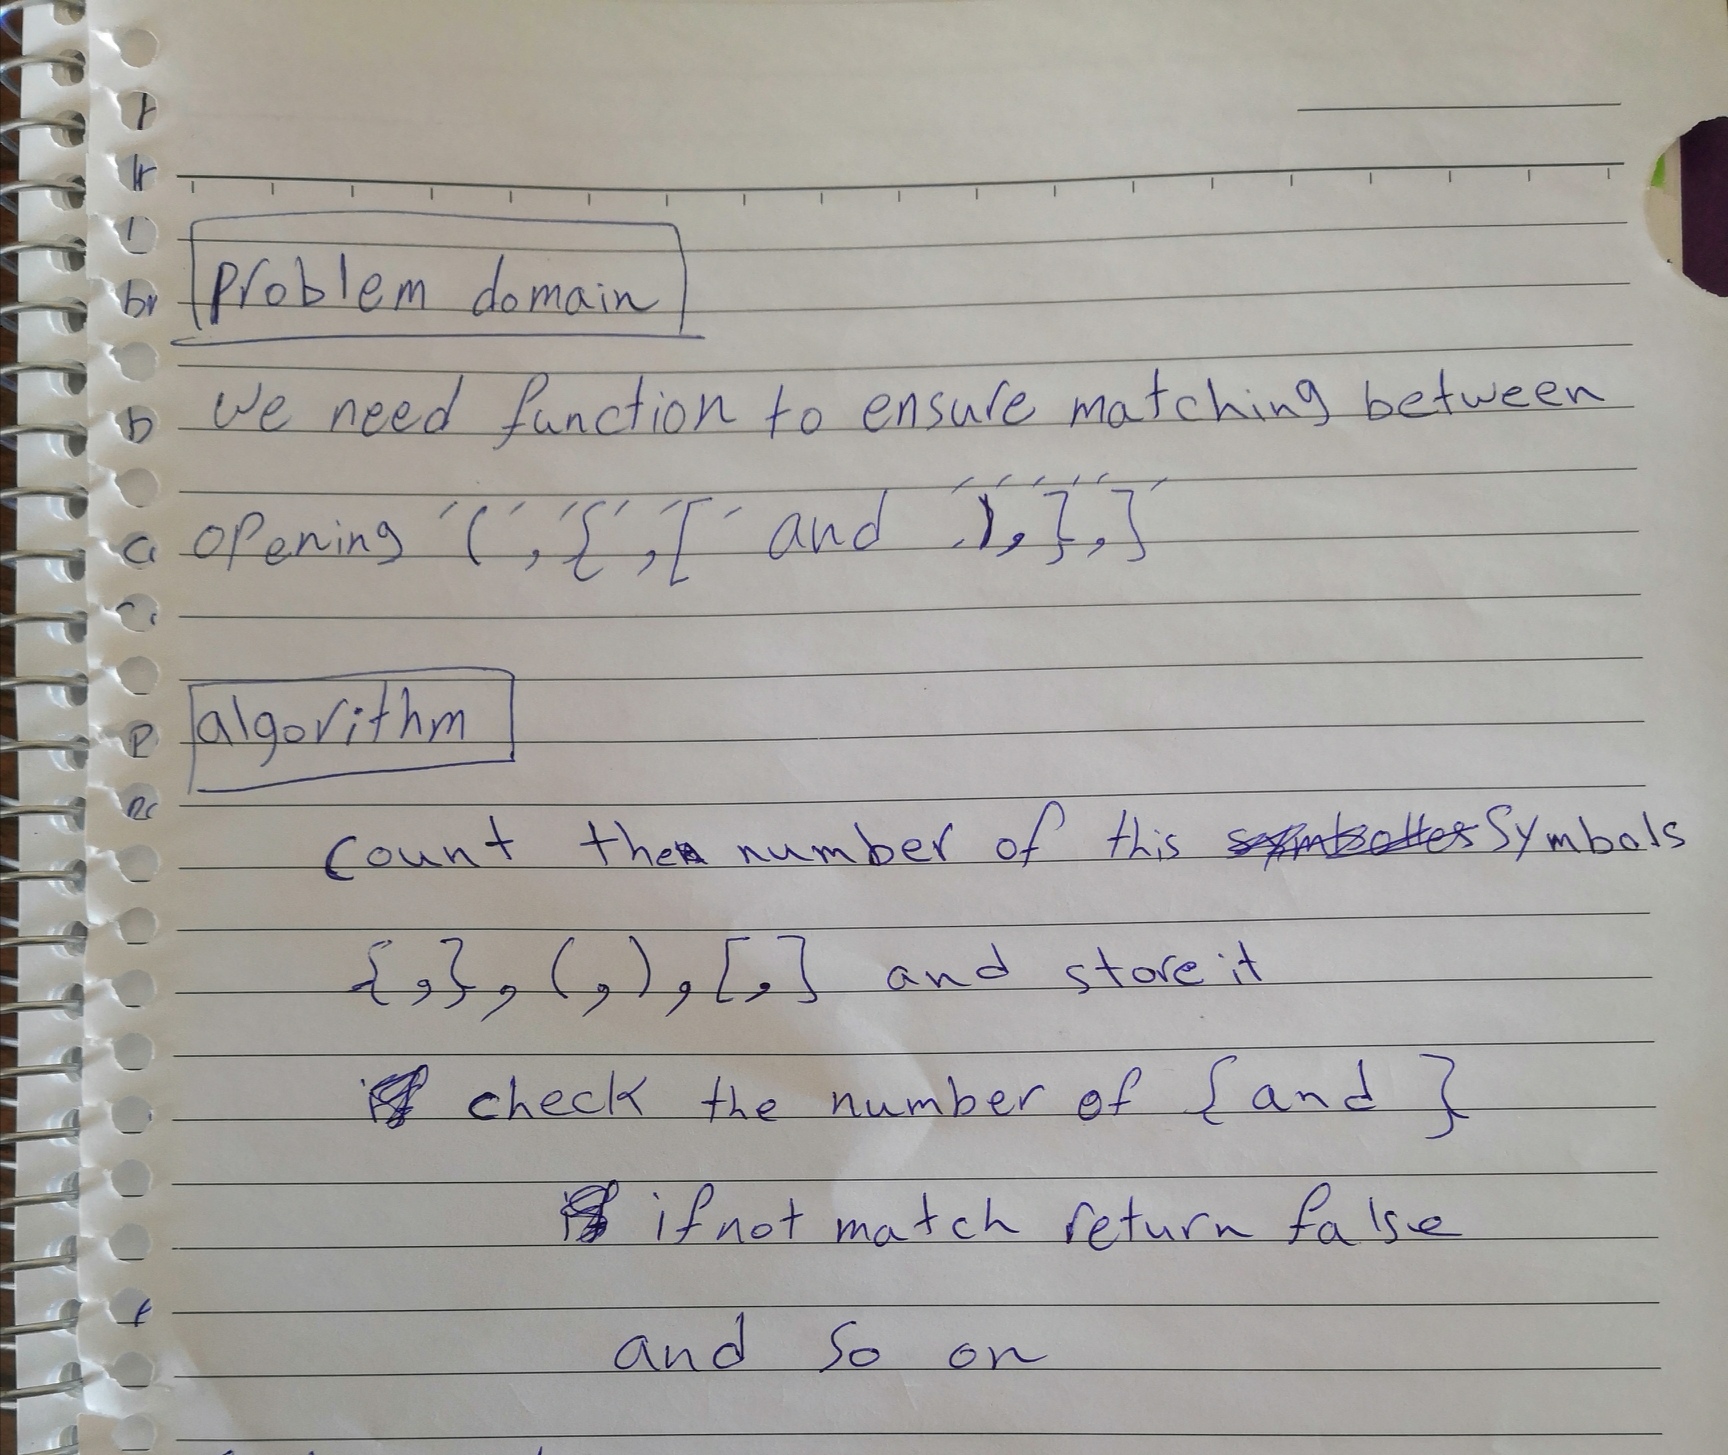 problem domain
we need function to ensure matching between
opening '(', '{', '[' and ')', '}', ']'
algorithm
count the number of this symbols
{,},(,),[,] and store it
check the number of { and }
if not match return false
and so on